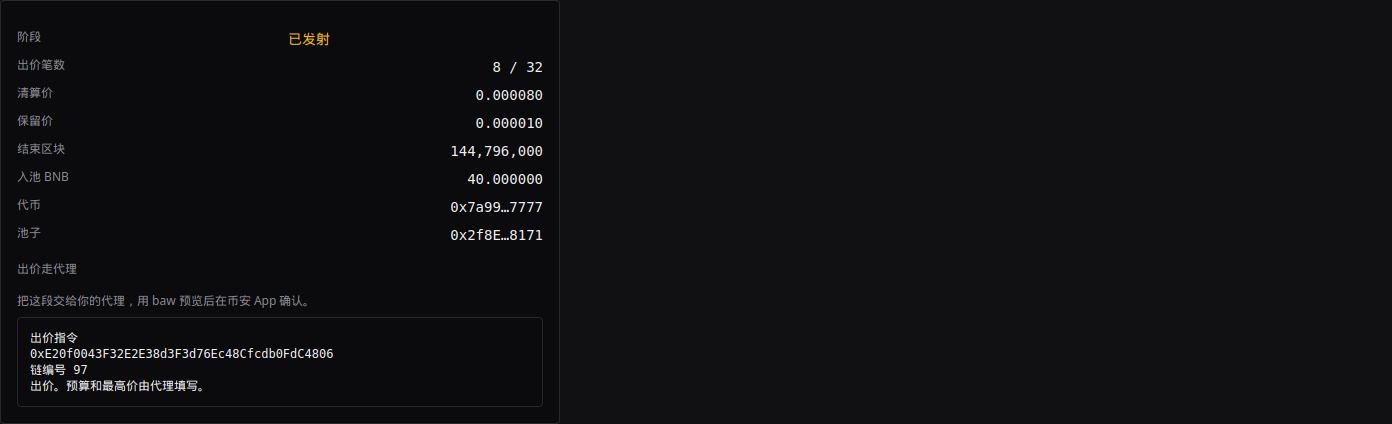 阶段 已发射
出价笔数 8 / 32
清算价 0.000080
保留价 0.000010
结束区块 144,796,000
入池 BNB 40.000000
代币 0x7a99…7777
池子 0x2f8E…8171
出价走代理
把这段交给你的代理，用 baw 预览后在币安 App 确认。
出价指令
0xE20f0043F32E2E38d3F3d76Ec48Cfcdb0FdC4806
链编号 97
出价。预算和最高价由代理填写。